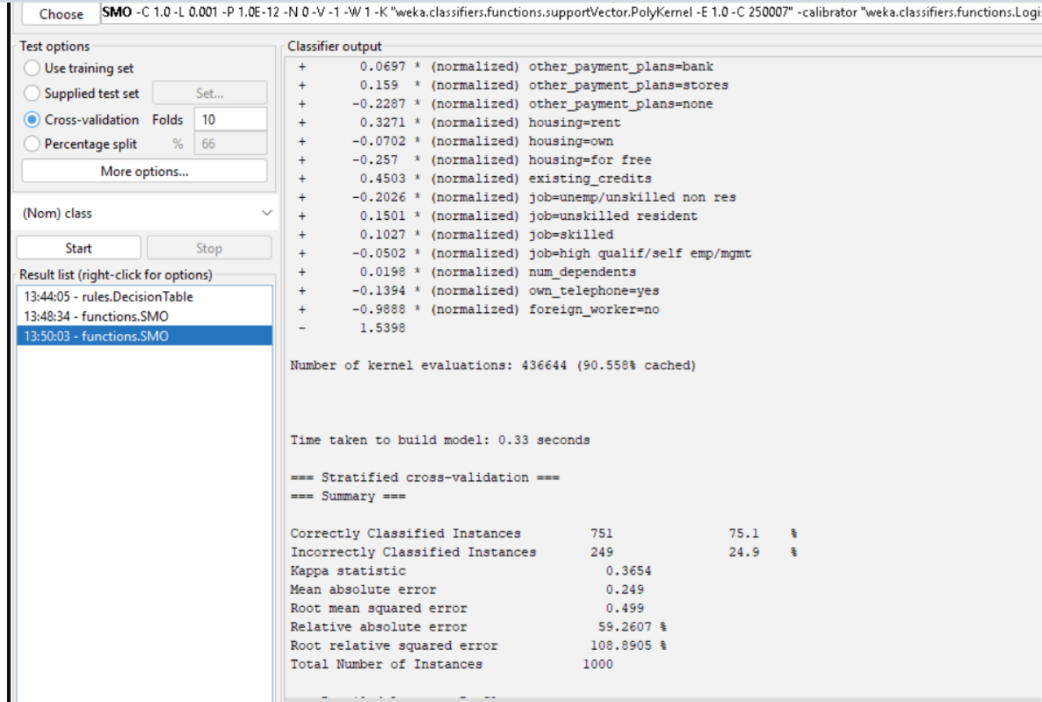 Choose SMO -C 1.0 -L 0.001 -P 1.0E-12 -N 0 -V -1 -W 1 -K "weka.classifiers.functions.supportVector.PolyKernel -E 1.0 -C 250007" -calibrator "weka.classifiers.functions.Logi
Test options
Use training set
Supplied test set Set...
Cross-validation Folds 10
Percentage split % 66
More options...
(Nom) class
Start Stop
Result list (right-click for options)
13:44:05 - rules.DecisionTable
13:48:34 - functions.SMO
13:50:03 - functions.SMO
Classifier output
+ 0.0697 * (normalized) other_payment_plans=bank
+ 0.159 * (normalized) other_payment_plans=stores
+ -0.2287 * (normalized) other_payment_plans=none
+ 0.3271 * (normalized) housing=rent
+ -0.0702 * (normalized) housing=own
+ -0.257 * (normalized) housing=for free
+ 0.4503 * (normalized) existing_credits
+ -0.2026 * (normalized) job=unemp/unskilled non res
+ 0.1501 * (normalized) job=unskilled resident
+ 0.1027 * (normalized) job=skilled
+ -0.0502 * (normalized) job=high qualif/self emp/mgmt
+ 0.0198 * (normalized) num_dependents
+ -0.1394 * (normalized) own_telephone=yes
+ -0.9888 * (normalized) foreign_worker=no
- 1.5398
Number of kernel evaluations: 436644 (90.558% cached)
Time taken to build model: 0.33 seconds
=== Stratified cross-validation ===
=== Summary ===
Correctly Classified Instances 751 75.1 %
Incorrectly Classified Instances 249 24.9 %
Kappa statistic 0.3654
Mean absolute error 0.249
Root mean squared error 0.499
Relative absolute error 59.2607 %
Root relative squared error 108.8905 %
Total Number of Instances 1000